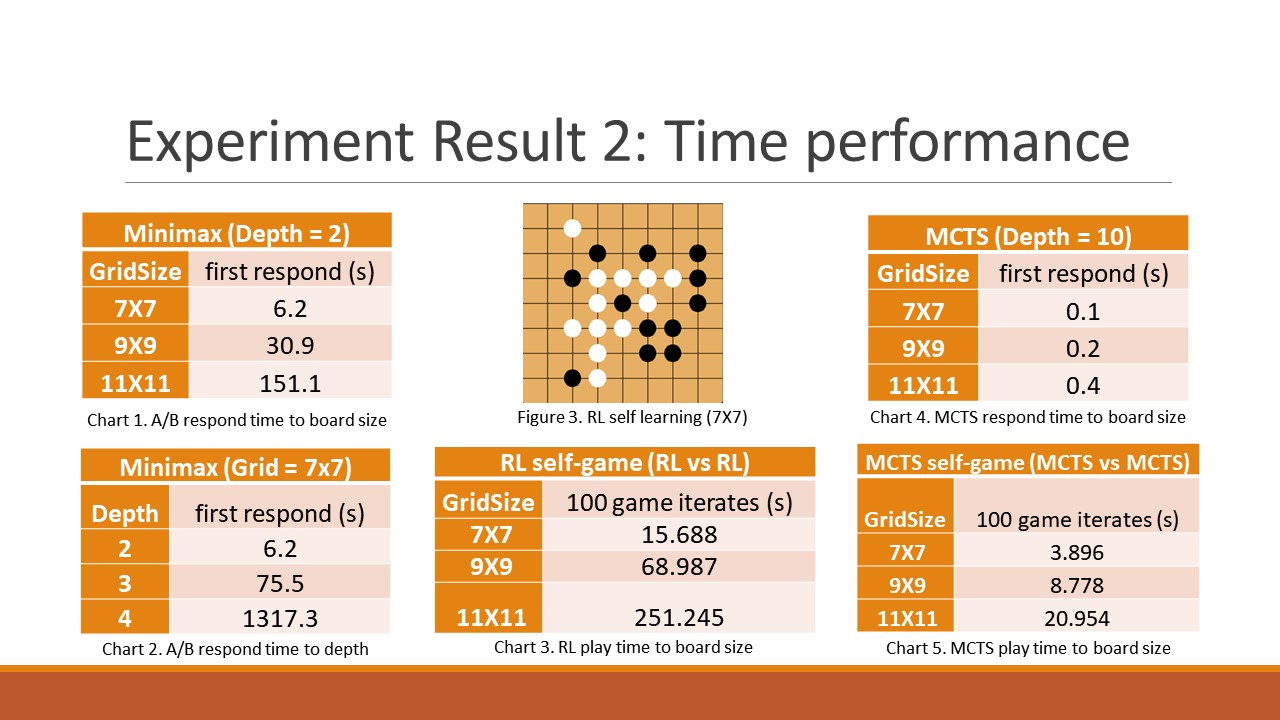 Experiment Result 2: Time performance
Minimax (Depth = 2)
GridSize first respond (s)
7X7 6.2
9X9 30.9
11X11 151.1
Chart 1. A/B respond time to board size
Minimax (Grid = 7x7)
Depth first respond (s)
2 6.2
3 75.5
4 1317.3
Chart 2. A/B respond time to depth
Figure 3. RL self learning (7X7)
RL self-game (RL vs RL)
GridSize 100 game iterates (s)
7X7 15.688
9X9 68.987
11X11 251.245
Chart 3. RL play time to board size
MCTS (Depth = 10)
GridSize first respond (s)
7X7 0.1
9X9 0.2
11X11 0.4
Chart 4. MCTS respond time to board size
MCTS self-game (MCTS vs MCTS)
GridSize 100 game iterates (s)
7X7 3.896
9X9 8.778
11X11 20.954
Chart 5. MCTS play time to board size